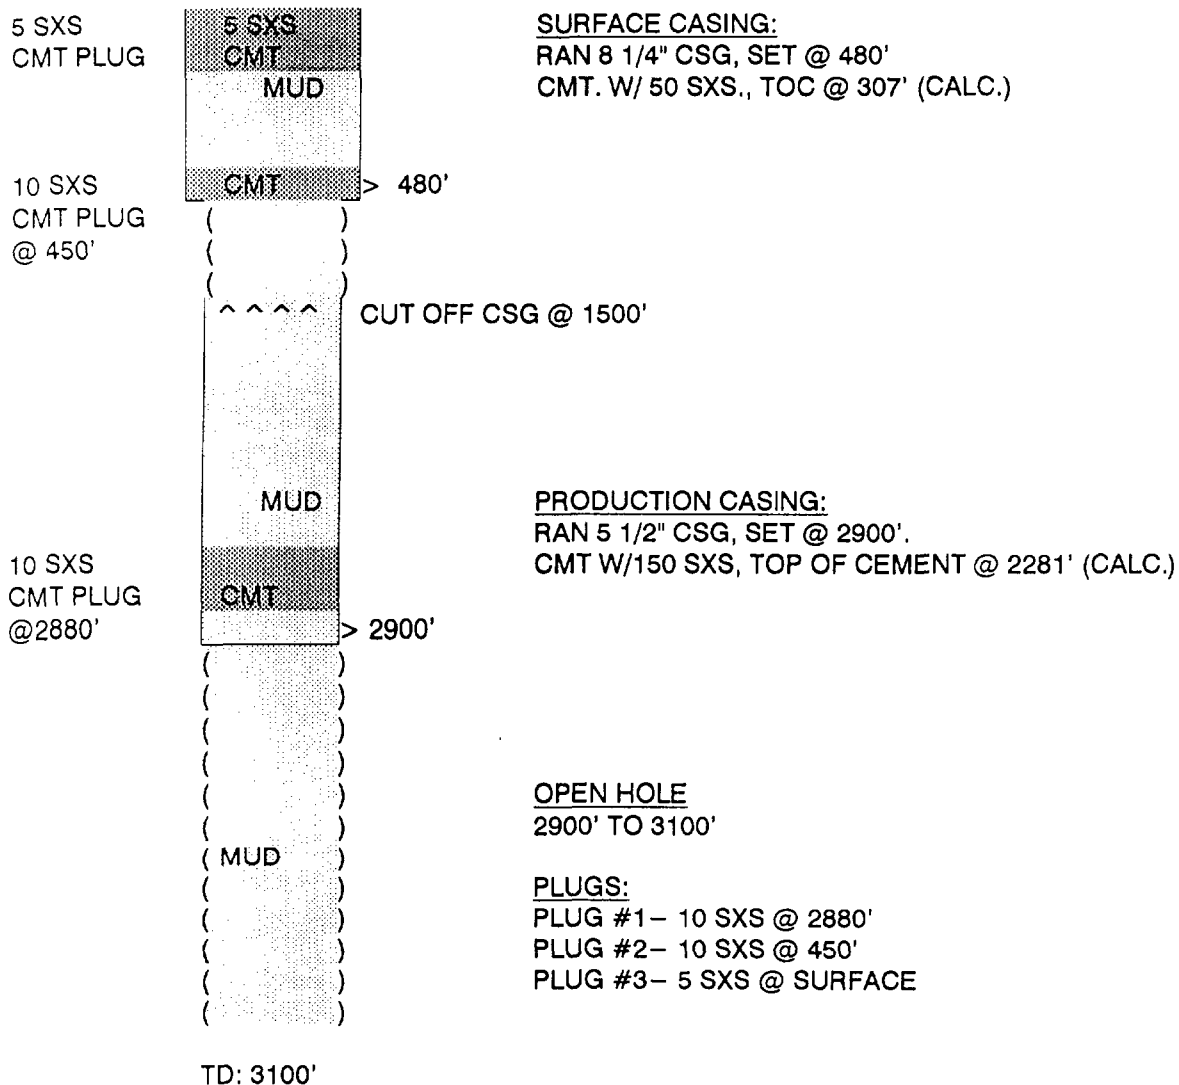 5 SXS
CMT PLUG
5 SXS
CMT
MUD
SURFACE CASING:
RAN 8 1/4" CSG, SET @ 480'
CMT. W/ 50 SXS., TOC @ 307' (CALC.)
10 SXS
CMT PLUG
@ 450'
CMT
> 480'
( )
( )
( )
^ ^ ^ ^
CUT OFF CSG @ 1500'
MUD
PRODUCTION CASING:
RAN 5 1/2" CSG, SET @ 2900'.
CMT W/150 SXS, TOP OF CEMENT @ 2281' (CALC.)
10 SXS
CMT PLUG
@2880'
CMT
> 2900'
( )
( )
( )
( )
( )
( )
( MUD )
( )
( )
( )
( )
( )
OPEN HOLE
2900' TO 3100'
PLUGS:
PLUG #1– 10 SXS @ 2880'
PLUG #2– 10 SXS @ 450'
PLUG #3– 5 SXS @ SURFACE
TD: 3100'